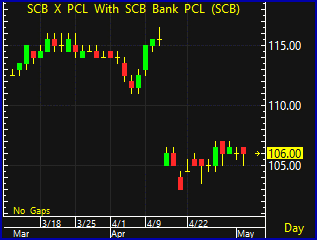 SCB X PCL With SCB Bank PCL (SCB)
115.00
110.00
106.00
105.00
No Gaps
3/18 3/25 4/1 4/9 4/22
Mar Apr May
Day